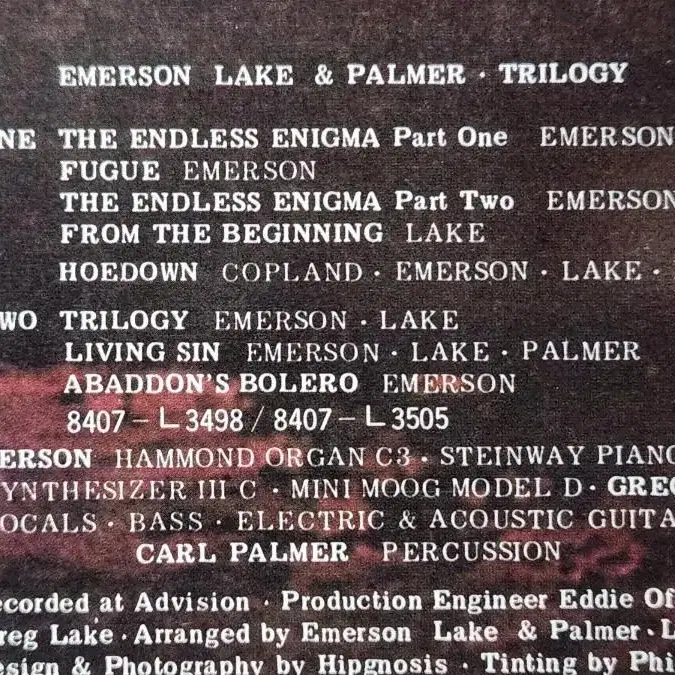 EMERSON LAKE & PALMER · TRILOGY
NE THE ENDLESS ENIGMA Part One EMERSON
FUGUE EMERSON
THE ENDLESS ENIGMA Part Two EMERSON
FROM THE BEGINNING LAKE
HOEDOWN COPLAND · EMERSON · LAKE ·
WO TRILOGY EMERSON · LAKE
LIVING SIN EMERSON · LAKE · PALMER
ABADDON'S BOLERO EMERSON
8407 – L 3498 / 8407 – L 3505
ERSON HAMMOND ORGAN C3 · STEINWAY PIANO
YNTHESIZER III C · MINI MOOG MODEL D · GREG
OCALS · BASS · ELECTRIC & ACOUSTIC GUITA
CARL PALMER PERCUSSION
ecorded at Advision · Production Engineer Eddie Of
reg Lake · Arranged by Emerson Lake & Palmer · L
esign & Photography by Hipgnosis · Tinting by Phi